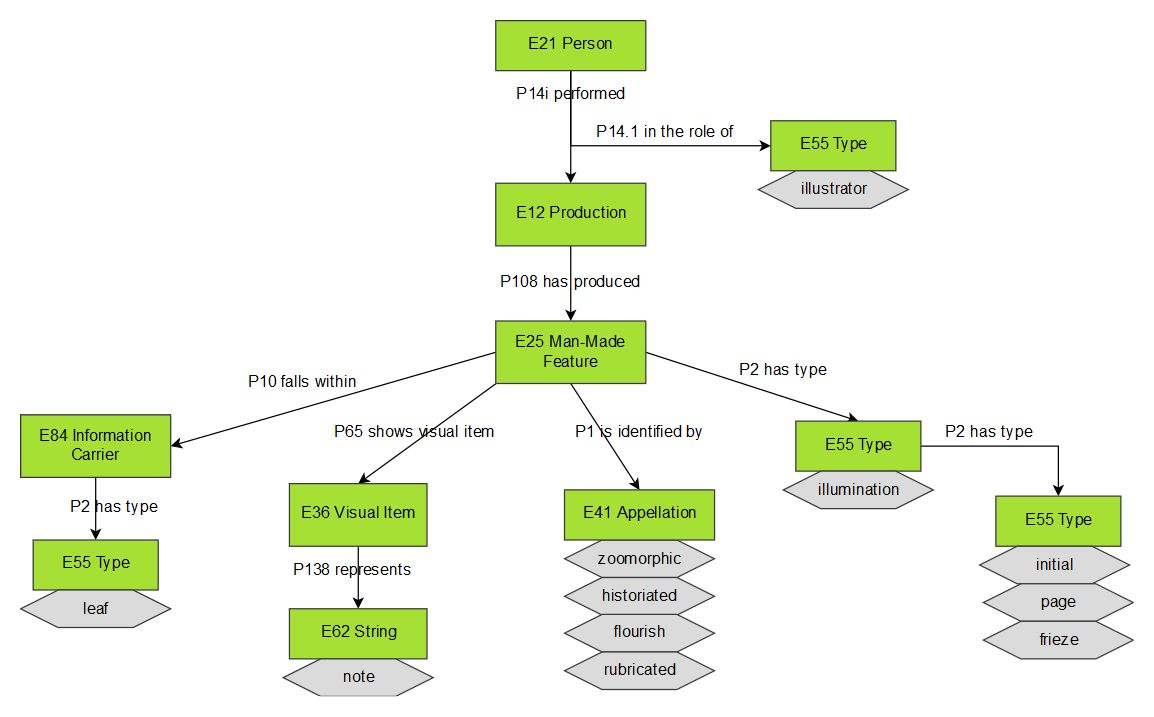 E21 Person
P14i performed
P14.1 in the role of
E55 Type
illustrator
E12 Production
P108 has produced
E25 Man-Made
Feature
P10 falls within
P65 shows visual item
P1 is identified by
P2 has type
E84 Information
Carrier
P2 has type
E55 Type
leaf
E36 Visual Item
P138 represents
E62 String
note
E41 Appellation
zoomorphic
historiated
flourish
rubricated
E55 Type
illumination
P2 has type
E55 Type
initial
page
frieze